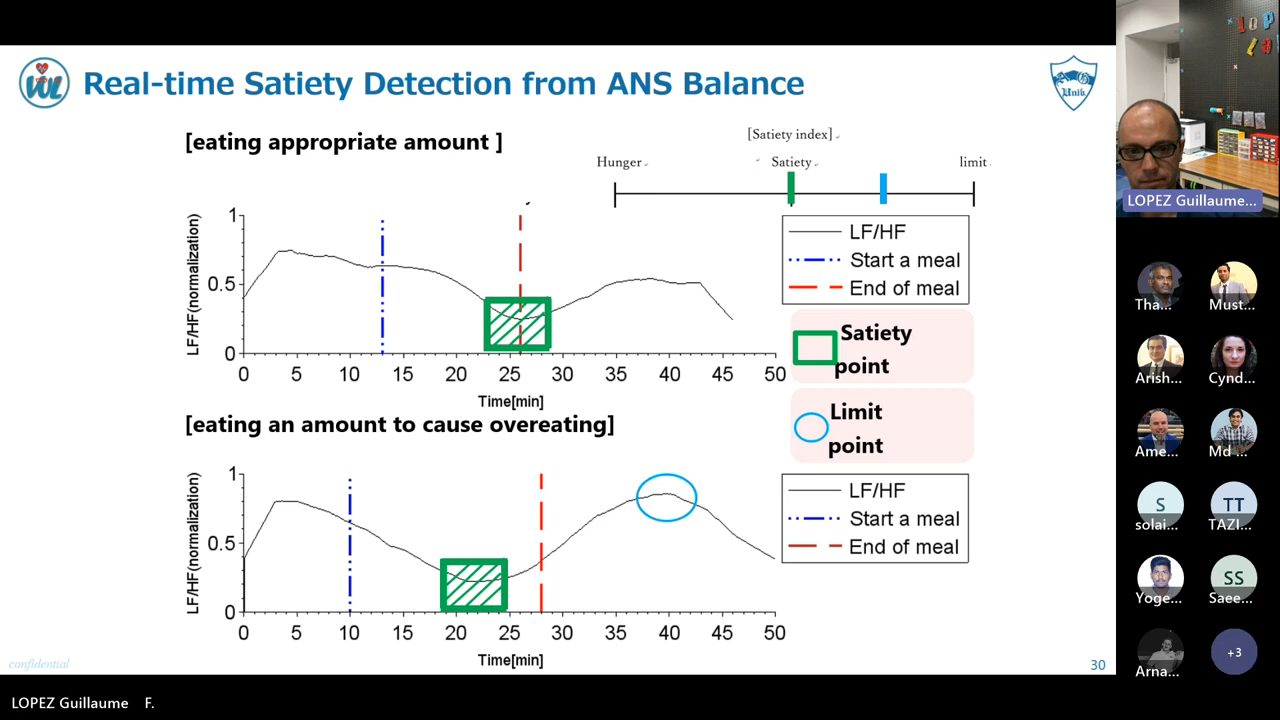 Real-time Satiety Detection from ANS Balance
[eating appropriate amount ]
[Satiety index]
Hunger
Satiety
limit
LF/HF(normalization)
1
0.5
0
0 5 10 15 20 25 30 35 40 45 50
Time[min]
LF/HF
Start a meal
End of meal
Satiety
point
Limit
point
[eating an amount to cause overeating]
LF/HF(normalization)
1
0.5
0
0 5 10 15 20 25 30 35 40 45 50
Time[min]
LF/HF
Start a meal
End of meal
confidential
30
LOPEZ Guillaume F.
LOPEZ Guillaume...
Tha...
Must...
Arish...
Cynd...
Ame...
Md ...
S
solai...
TT
TAZI...
Yoge...
SS
Saee...
Arna...
+3